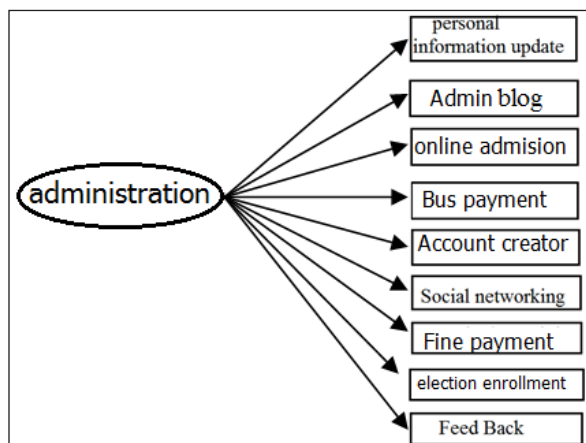 personal
information update
Admin blog
online admision
administration
Bus payment
Account creator
Social networking
Fine payment
election enrollment
Feed Back